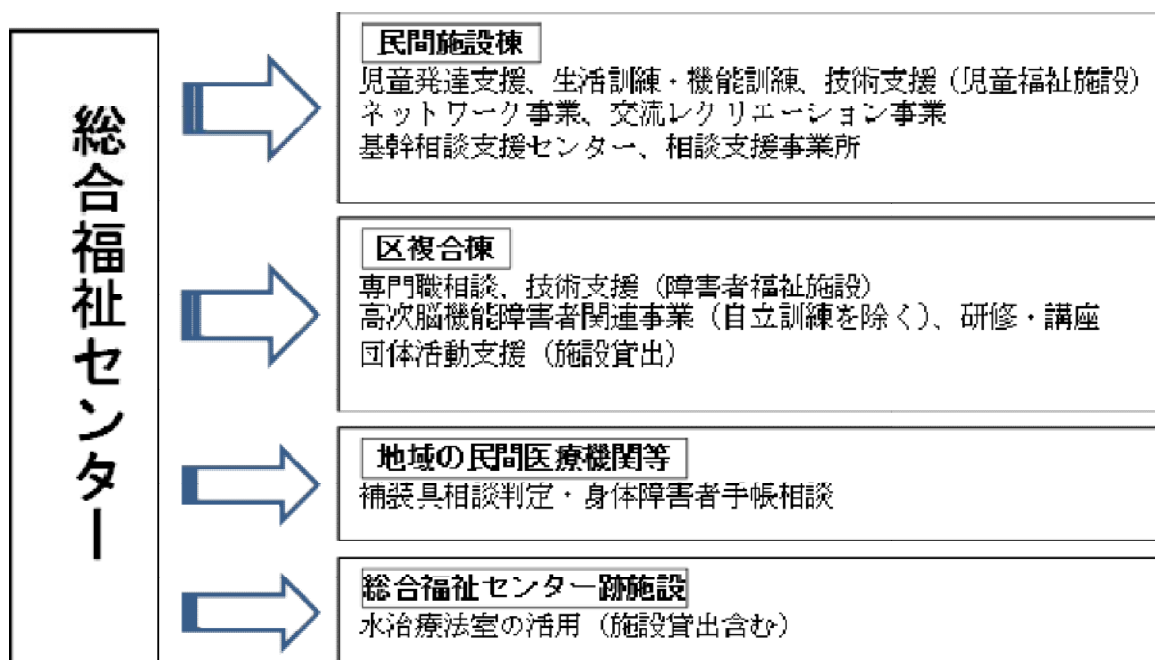 総合福祉センター
民間施設棟
児童発達支援、生活訓練・機能訓練、技術支援（児童福祉施設）
ネットワーク事業、交流レクリエーション事業
基幹相談支援センター、相談支援事業所
区複合棟
専門職相談、技術支援（障害者福祉施設）
高次脳機能障害者関連事業（自立訓練を除く）、研修・講座
団体活動支援（施設貸出）
地域の民間医療機関等
補装具相談判定・身体障害者手帳相談
総合福祉センター跡施設
水治療法室の活用（施設貸出含む）